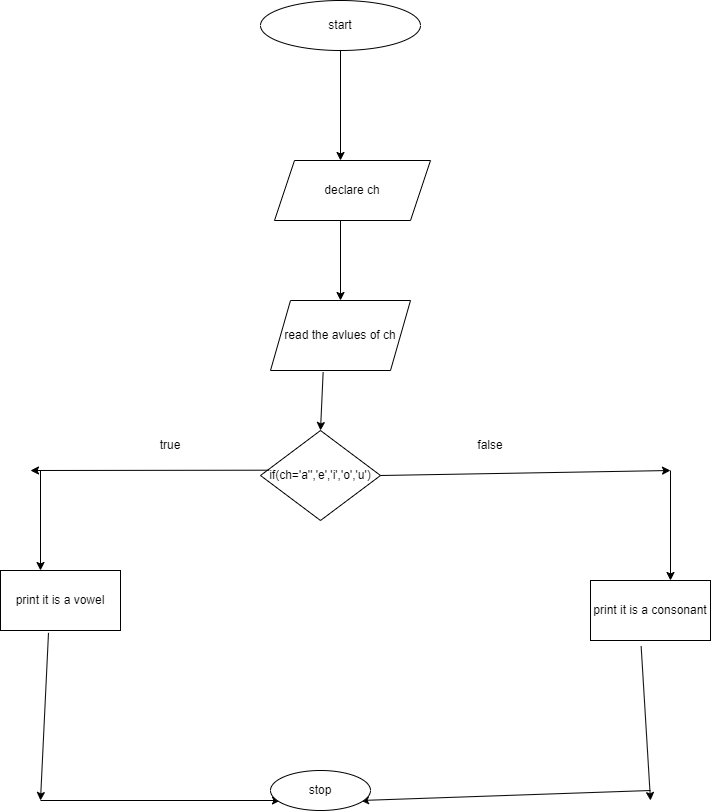 start
declare ch
read the avlues of ch
true
false
if(ch='a'','e','i','o','u')
print it is a vowel
print it is a consonant
stop